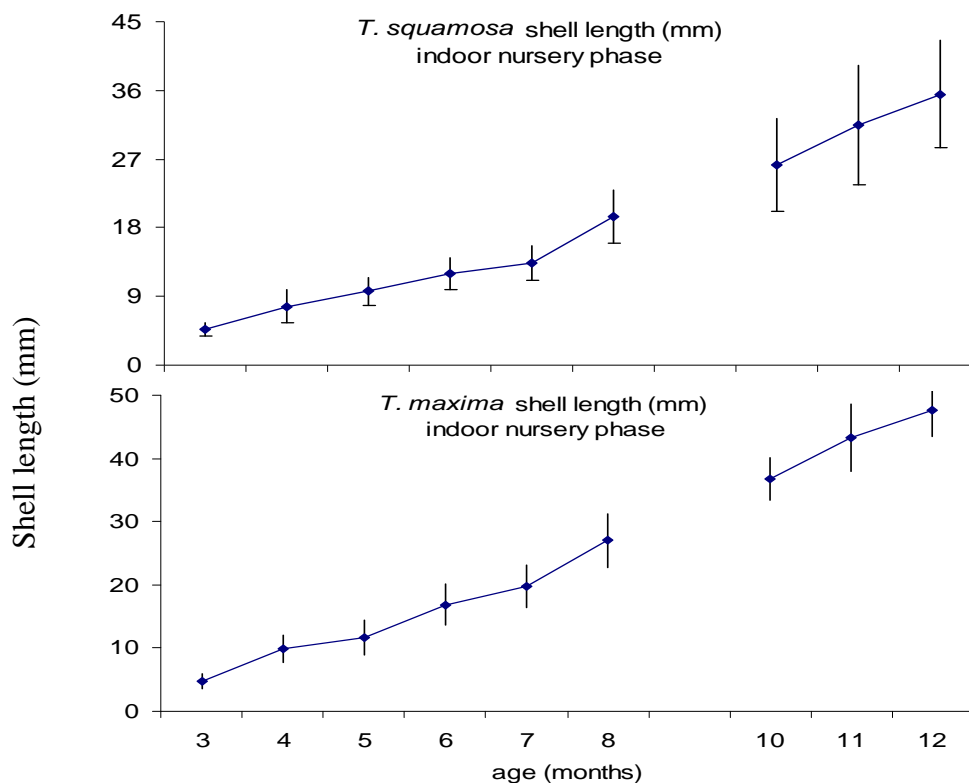 T. squamosa shell length (mm)
indoor nursery phase
45
36
27
18
9
0
Shell length (mm)
T. maxima shell length (mm)
indoor nursery phase
50
40
30
20
10
0
3 4 5 6 7 8 10 11 12
age (months)